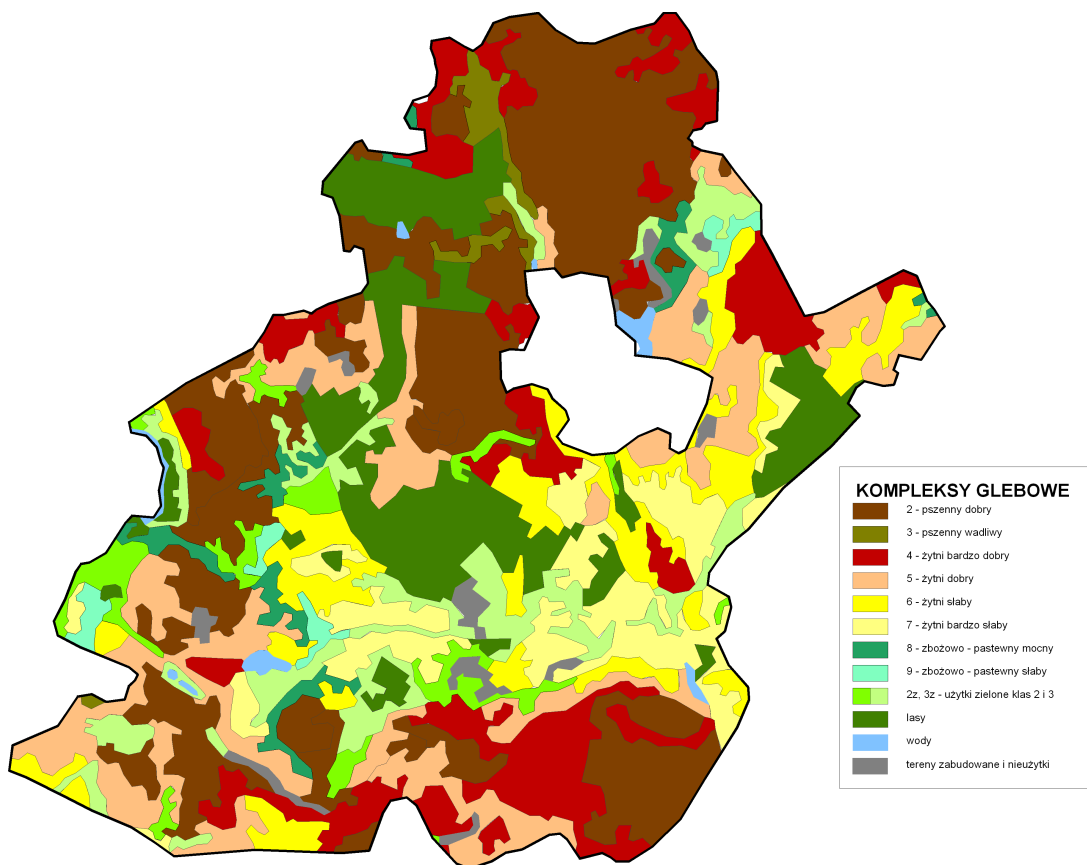 KOMPLEKSY GLEBOWE
2 - pszenny dobry
3 - pszenny wadliwy
4 - żytni bardzo dobry
5 - żytni dobry
6 - żytni słaby
7 - żytni bardzo słaby
8 - zbożowo - pastewny mocny
9 - zbożowo - pastewny słaby
2z, 3z - użytki zielone klas 2 i 3
lasy
wody
tereny zabudowane i nieużytki